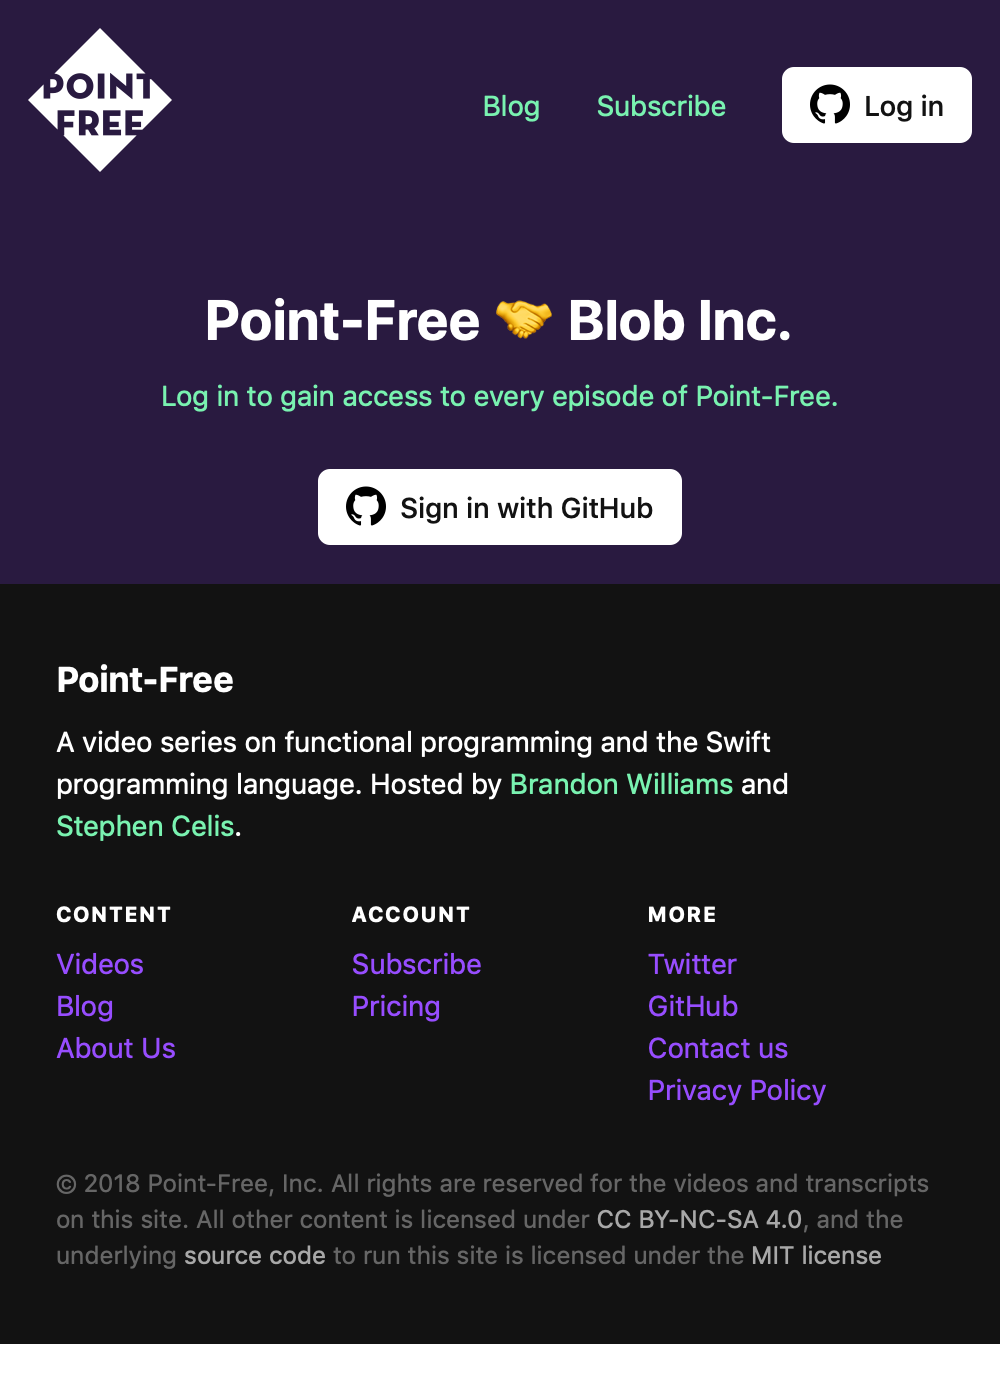 POINT
FREE
Blog
Subscribe
Log in
Point-Free 🤝 Blob Inc.
Log in to gain access to every episode of Point-Free.
Sign in with GitHub
Point-Free
A video series on functional programming and the Swift
programming language. Hosted by Brandon Williams and
Stephen Celis.
CONTENT
Videos
Blog
About Us
ACCOUNT
Subscribe
Pricing
MORE
Twitter
GitHub
Contact us
Privacy Policy
© 2018 Point-Free, Inc. All rights are reserved for the videos and transcripts
on this site. All other content is licensed under CC BY-NC-SA 4.0, and the
underlying source code to run this site is licensed under the MIT license